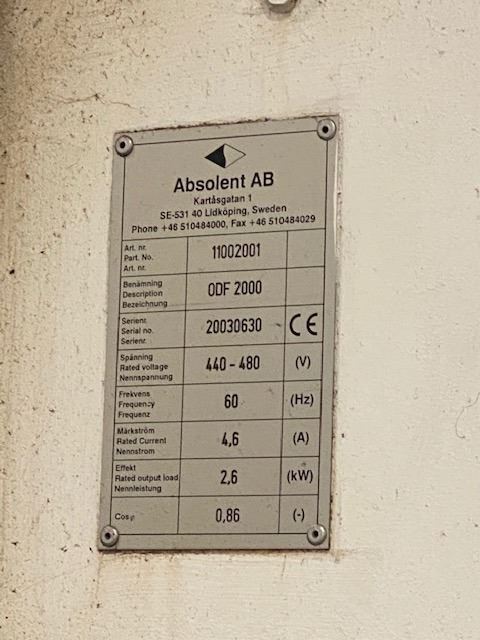 Absolent AB
Kartåsgatan 1
SE-531 40 Lidköping, Sweden
Phone +46 510484000, Fax +46 510484029
Art. nr.
Part. No.
Art. nr.
11002001
Benämning
Description
Bezeichnung
ODF 2000
Serienr.
Serial no.
Serienr.
20030630
CE
Spänning
Rated voltage
Nennspannung
440 - 480
(V)
Frekvens
Frequency
Frequenz
60
(Hz)
Märkström
Rated Current
Nennstrom
4,6
(A)
Effekt
Rated output load
Nennleistung
2,6
(kW)
Cosφ
0,86
(-)